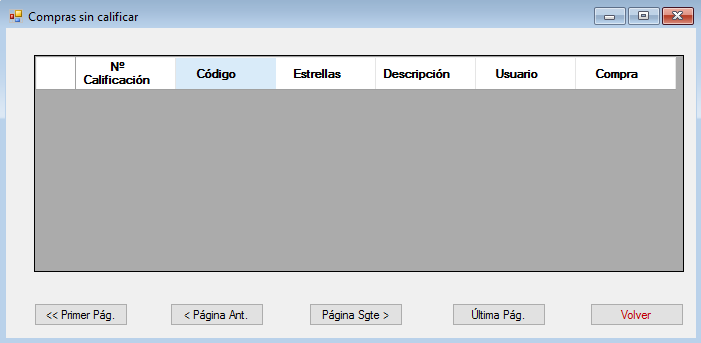 Compras sin calificar
Nº Calificación Código Estrellas Descripción Usuario Compra
<< Primer Pág. < Página Ant. Página Sgte > Última Pág. Volver